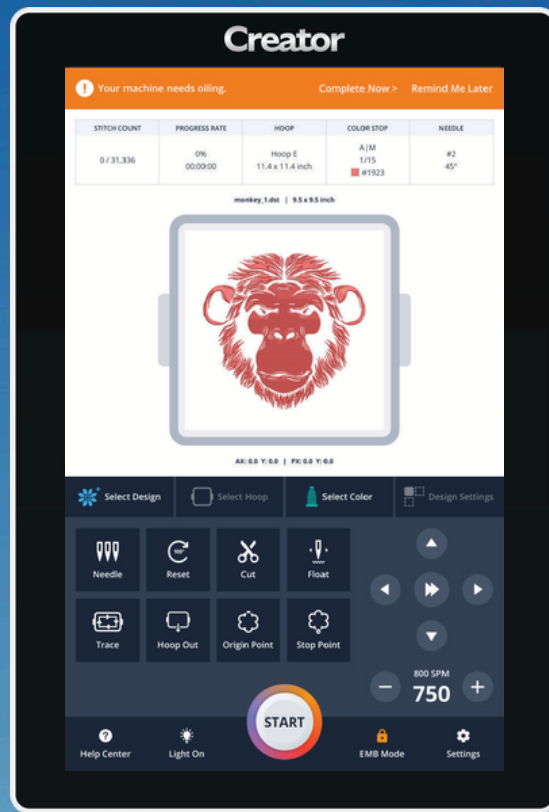 Creator
! Your machine needs oiling. Complete Now > Remind Me Later
STITCH COUNT PROGRESS RATE HOOP COLOR STOP NEEDLE
0 / 31,336 0% Hoop E A|M #2
00:00:00 11.4 x 11.4 inch 1/15 45°
#1923
monkey_1.dst | 9.5 x 9.5 inch
AX: 0.0 Y: 0.0 | PX: 0.0 Y: 0.0
Select Design Select Hoop Select Color Design Settings
100°
Needle Reset Cut Float
Trace Hoop Out Origin Point Stop Point
800 SPM
− 750 +
START
? Help Center Light On EMB Mode Settings